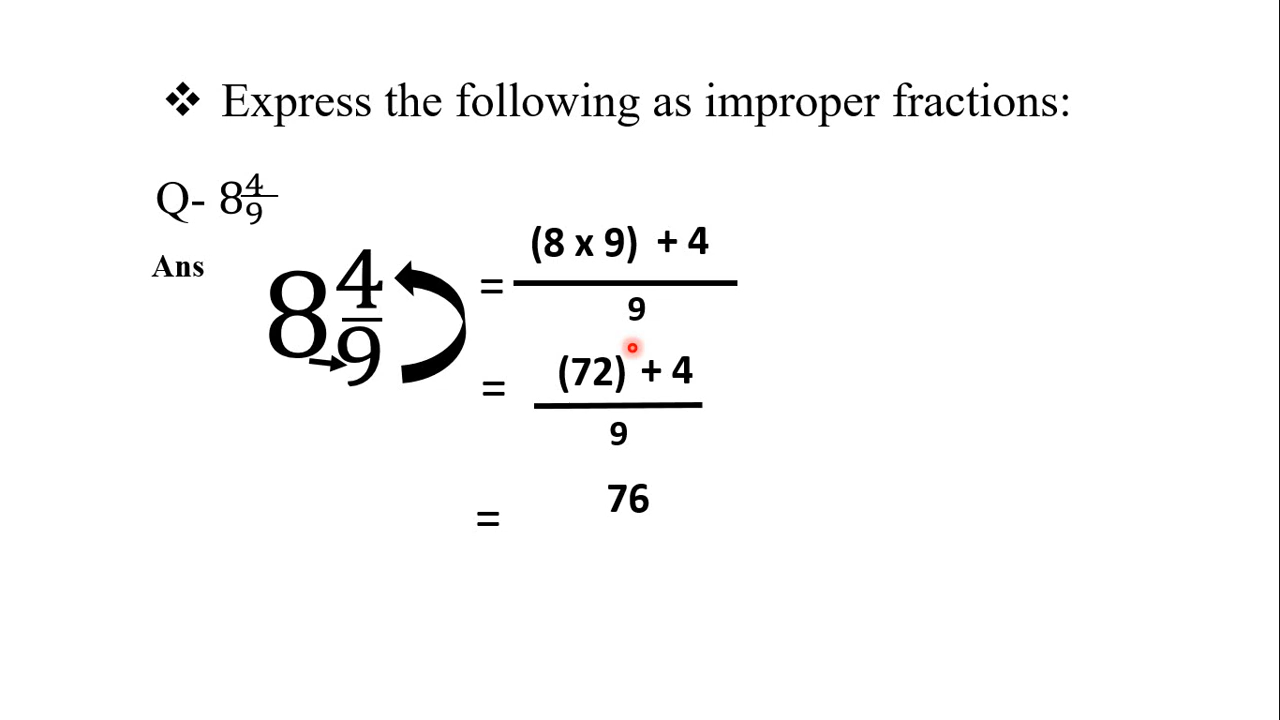 ❖ Express the following as improper fractions:
Q- 8 4/9
Ans
8 4/9 = (8 x 9) + 4 / 9
= (72) + 4 / 9
= 76